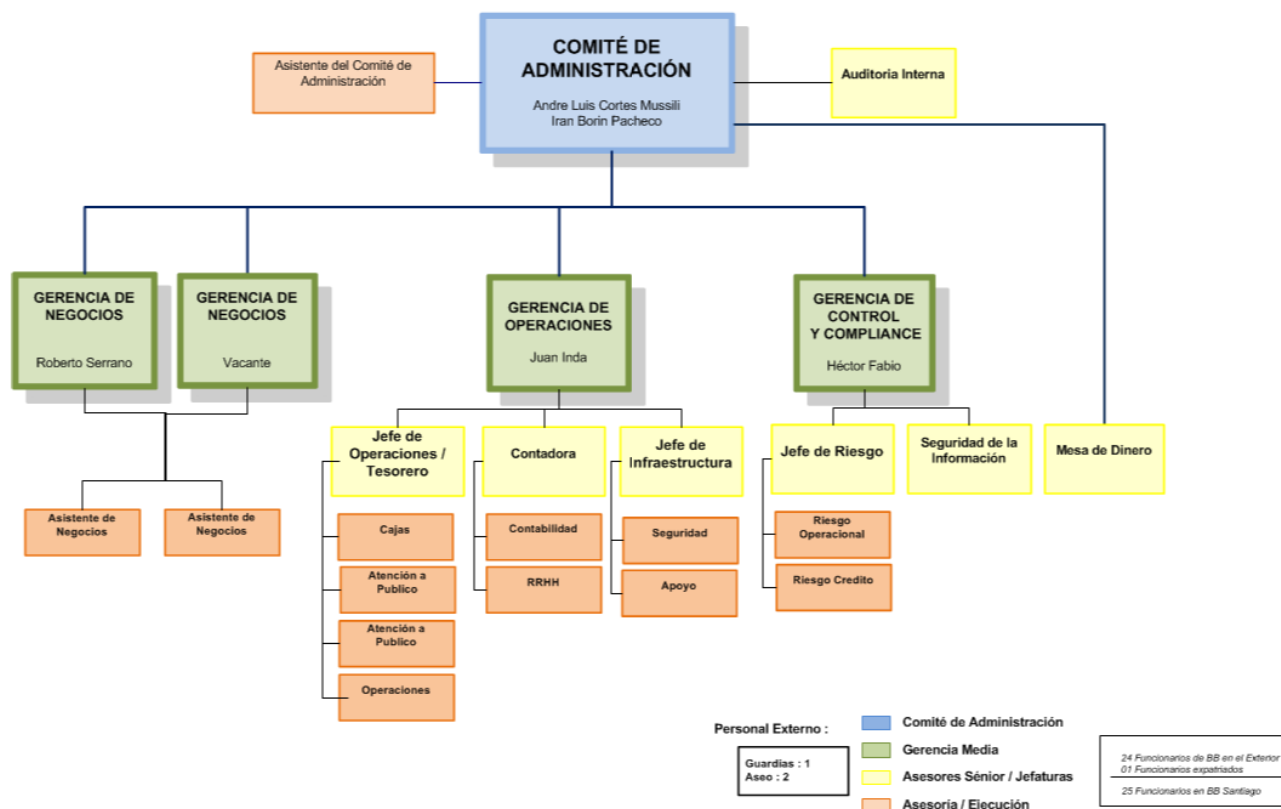 Asistente del Comité de
Administración
COMITÉ DE
ADMINISTRACIÓN
Andre Luis Cortes Mussili
Iran Borin Pacheco
Auditoria Interna
GERENCIA DE
NEGOCIOS
Roberto Serrano
GERENCIA DE
NEGOCIOS
Vacante
GERENCIA DE
OPERACIONES
Juan Inda
GERENCIA DE
CONTROL
Y COMPLIANCE
Héctor Fabio
Jefe de
Operaciones /
Tesorero
Contadora
Jefe de
Infraestructura
Jefe de Riesgo
Seguridad de la
Información
Mesa de Dinero
Asistente de
Negocios
Asistente de
Negocios
Cajas
Atención a
Publico
Atención a
Publico
Operaciones
Contabilidad
RRHH
Seguridad
Apoyo
Riesgo
Operacional
Riesgo Credito
Personal Externo :
Guardias : 1
Aseo : 2
Comité de Administración
Gerencia Media
Asesores Sénior / Jefaturas
Asesoría / Ejecución
24 Funcionarios de BB en el Exterior
01 Funcionarios expatriados
25 Funcionarios en BB Santiago